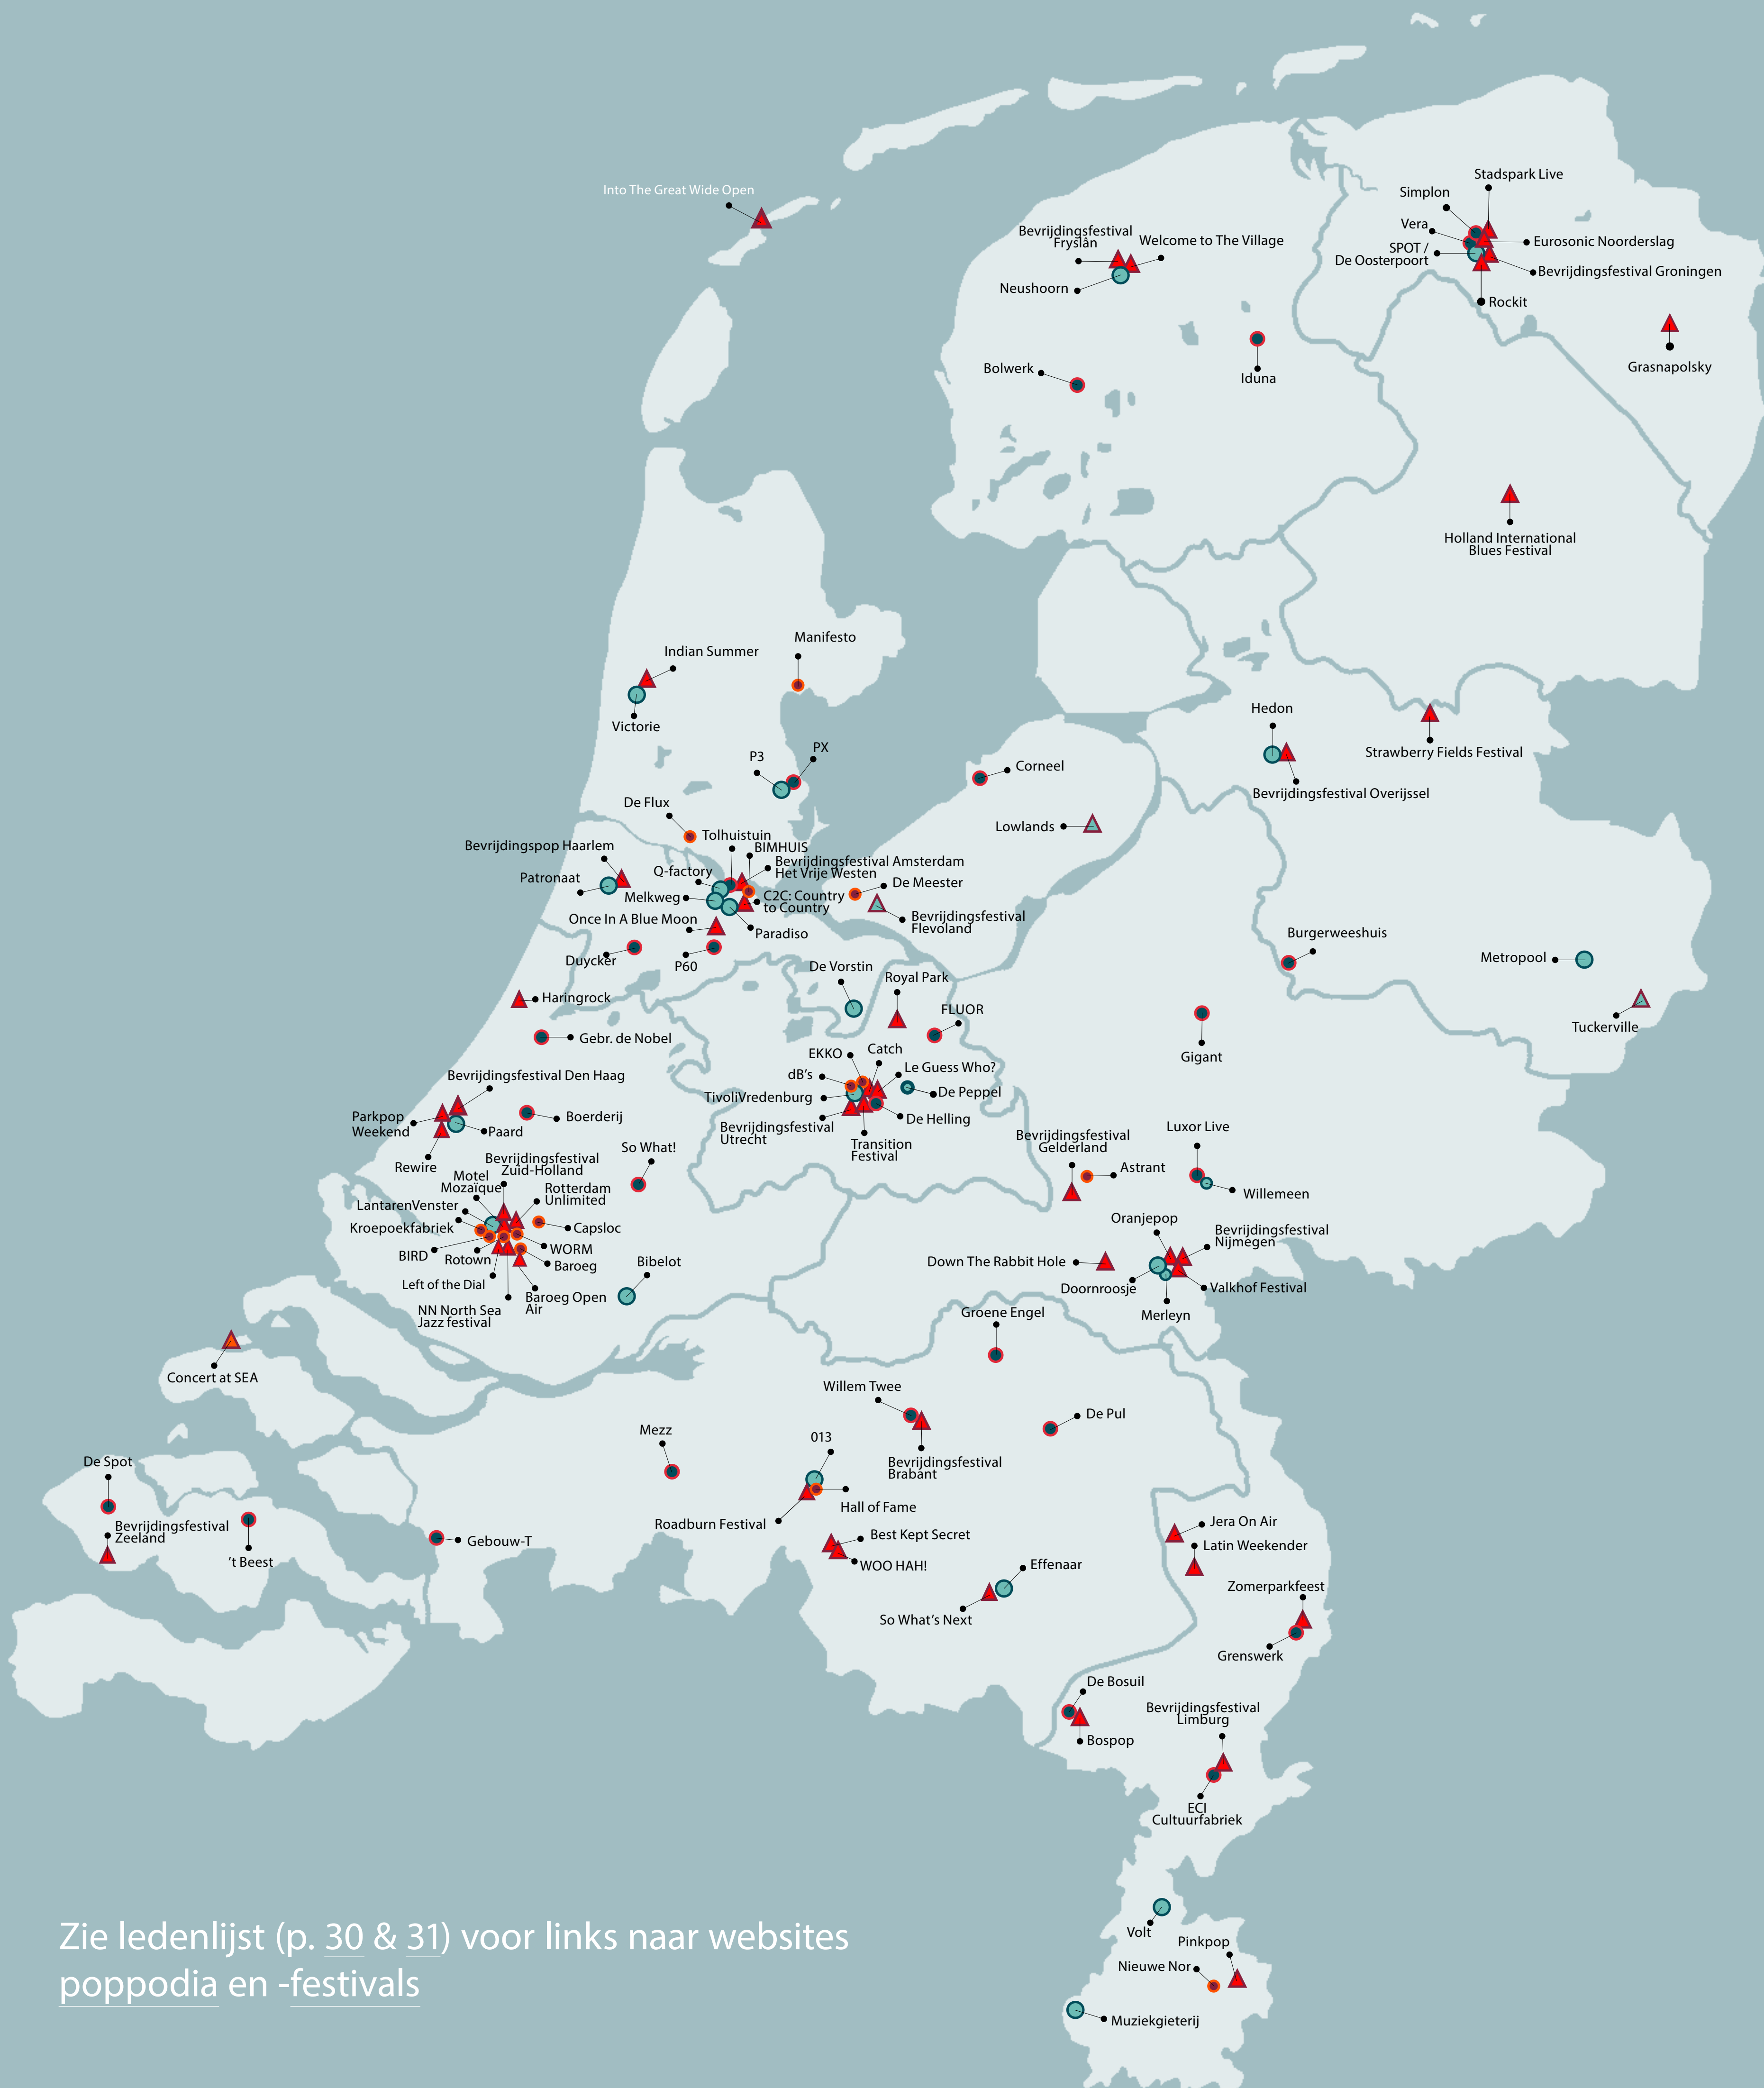 Into The Great Wide Open
Stadspark Live
Simplon
Vera
SPOT /
De Oosterpoort
Eurosonic Noorderslag
Bevrijdingsfestival Groningen
Rockit
Grasnapolsky
Bevrijdingsfestival
Fryslân
Welcome to The Village
Neushoorn
Bolwerk
Iduna
Holland International
Blues Festival
Manifesto
Indian Summer
Victorie
PX
P3
De Flux
Hedon
Bevrijdingsfestival Overijssel
Strawberry Fields Festival
Corneel
Lowlands
Tolhuistuin
BIMHUIS
Bevrijdingspop Haarlem
Patronaat
Q-factory
Melkweg
Bevrijdingsfestival Amsterdam
Het Vrije Westen
C2C: Country
to Country
De Meester
Bevrijdingsfestival
Flevoland
Once In A Blue Moon
Paradiso
Duycker
P60
Burgerweeshuis
Metropool
Tuckerville
Haringrock
Gebr. de Nobel
De Vorstin
Royal Park
FLUOR
Gigant
EKKO
Catch
dB's
Le Guess Who?
TivoliVredenburg
De Peppel
De Helling
Bevrijdingsfestival
Utrecht
Transition
Festival
Bevrijdingsfestival Den Haag
Parkpop
Weekend
Paard
Boerderij
Rewire
So What!
Bevrijdingsfestival
Gelderland
Astrant
Luxor Live
Willemeen
Bevrijdingsfestival
Zuid-Holland
Motel
Mozaïque
Rotterdam
Unlimited
LantarenVenster
Kroepoekfabriek
Capsloc
BIRD
Rotown
WORM
Baroeg
Left of the Dial
Baroeg Open
Air
NN North Sea
Jazz festival
Bibelot
Oranjepop
Bevrijdingsfestival
Nijmegen
Down The Rabbit Hole
Doornroosje
Valkhof Festival
Merleyn
Groene Engel
Concert at SEA
Willem Twee
De Pul
Bevrijdingsfestival
Brabant
Mezz
013
Hall of Fame
Roadburn Festival
De Spot
Bevrijdingsfestival
Zeeland
't Beest
Gebouw-T
Best Kept Secret
WOO HAH!
Effenaar
So What's Next
Jera On Air
Latin Weekender
Zomerparkfeest
Grenswerk
De Bosuil
Bospop
Bevrijdingsfestival
Limburg
ECI
Cultuurfabriek
Volt
Pinkpop
Nieuwe Nor
Muziekgieterij
Zie ledenlijst (p. 30 & 31) voor links naar websites
poppodia en -festivals